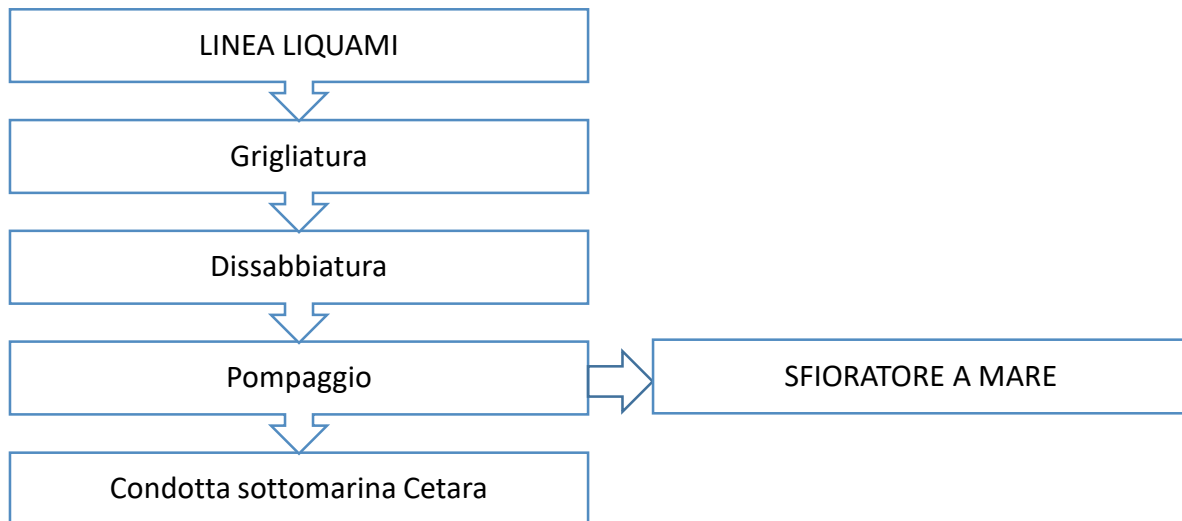 LINEA LIQUAMI
Grigliatura
Dissabbiatura
Pompaggio
SFIORATORE A MARE
Condotta sottomarina Cetara